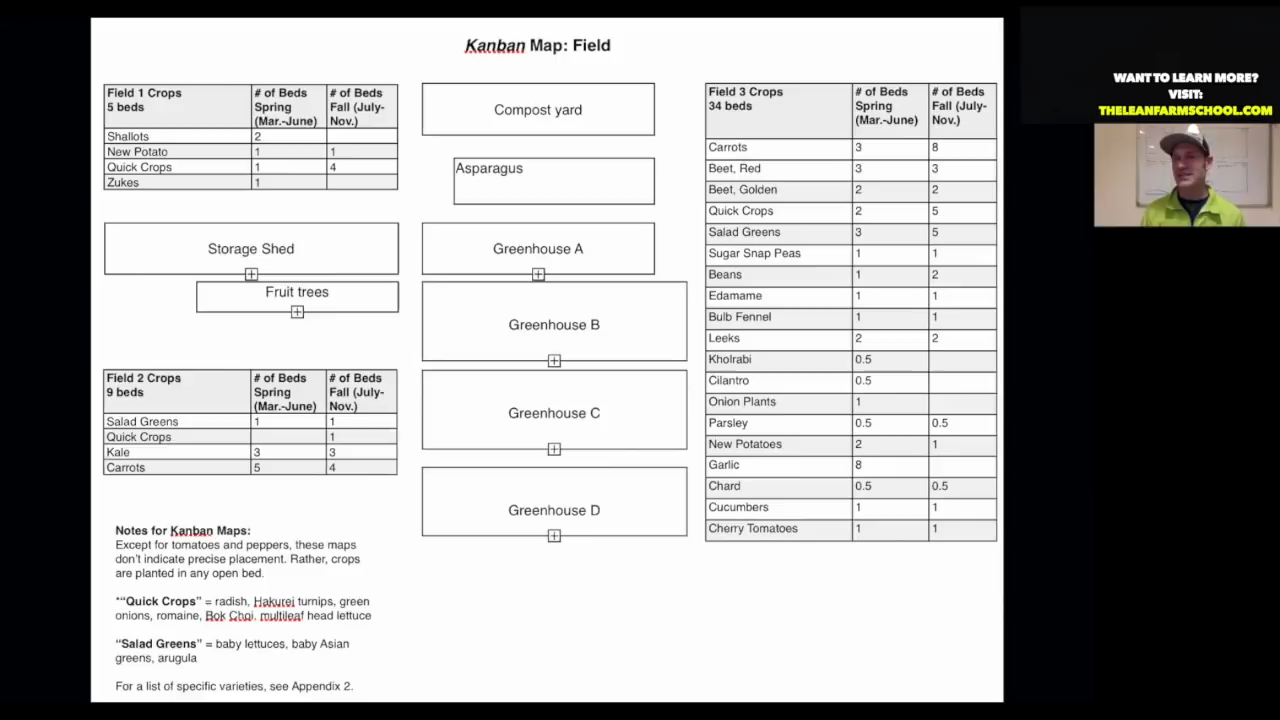 Kanban Map: Field
Field 1 Crops
5 beds
# of Beds
Spring
(Mar.-June)
# of Beds
Fall (July-
Nov.)
Shallots 2
New Potato 1 1
Quick Crops 1 4
Zukes 1
Storage Shed
Fruit trees
Field 2 Crops
9 beds
# of Beds
Spring
(Mar.-June)
# of Beds
Fall (July-
Nov.)
Salad Greens 1 1
Quick Crops 1
Kale 3 3
Carrots 5 4
Notes for Kanban Maps:
Except for tomatoes and peppers, these maps
don't indicate precise placement. Rather, crops
are planted in any open bed.
*“Quick Crops” = radish, Hakurei turnips, green
onions, romaine, Bok Choi, multileaf head lettuce
“Salad Greens” = baby lettuces, baby Asian
greens, arugula
For a list of specific varieties, see Appendix 2.
Compost yard
Asparagus
Greenhouse A
Greenhouse B
Greenhouse C
Greenhouse D
Field 3 Crops
34 beds
# of Beds
Spring
(Mar.-June)
# of Beds
Fall (July-
Nov.)
Carrots 3 8
Beet, Red 3 3
Beet, Golden 2 2
Quick Crops 2 5
Salad Greens 3 5
Sugar Snap Peas 1 1
Beans 1 2
Edamame 1 1
Bulb Fennel 1 1
Leeks 2 2
Kholrabi 0.5
Cilantro 0.5
Onion Plants 1
Parsley 0.5 0.5
New Potatoes 2 1
Garlic 8
Chard 0.5 0.5
Cucumbers 1 1
Cherry Tomatoes 1 1
WANT TO LEARN MORE?
VISIT:
THELEANFARMSCHOOL.COM